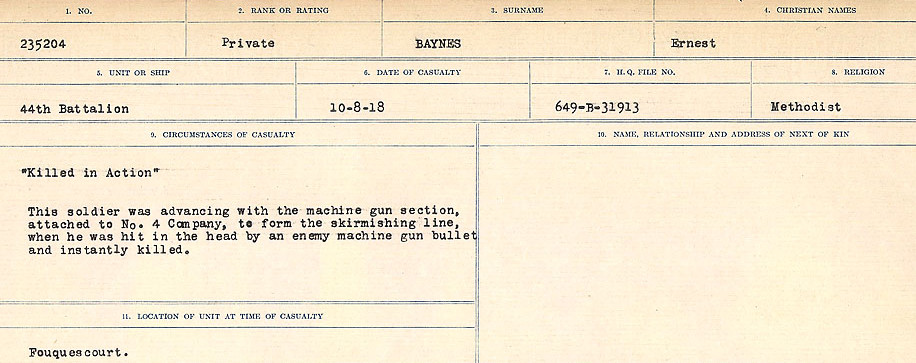 1. NO. 2. RANK OR RATING 3. SURNAME 4. CHRISTIAN NAMES
235204 Private BAYNES Ernest
5. UNIT OR SHIP 6. DATE OF CASUALTY 7. H.Q. FILE NO. 8. RELIGION
44th Battalion 10-8-18 649-B-31913 Methodist
9. CIRCUMSTANCES OF CASUALTY 10. NAME, RELATIONSHIP AND ADDRESS OF NEXT OF KIN
"Killed in Action"
This soldier was advancing with the machine gun section,
attached to No. 4 Company, to form the skirmishing line,
when he was hit in the head by an enemy machine gun bullet
and instantly killed.
11. LOCATION OF UNIT AT TIME OF CASUALTY
Fouquescourt.